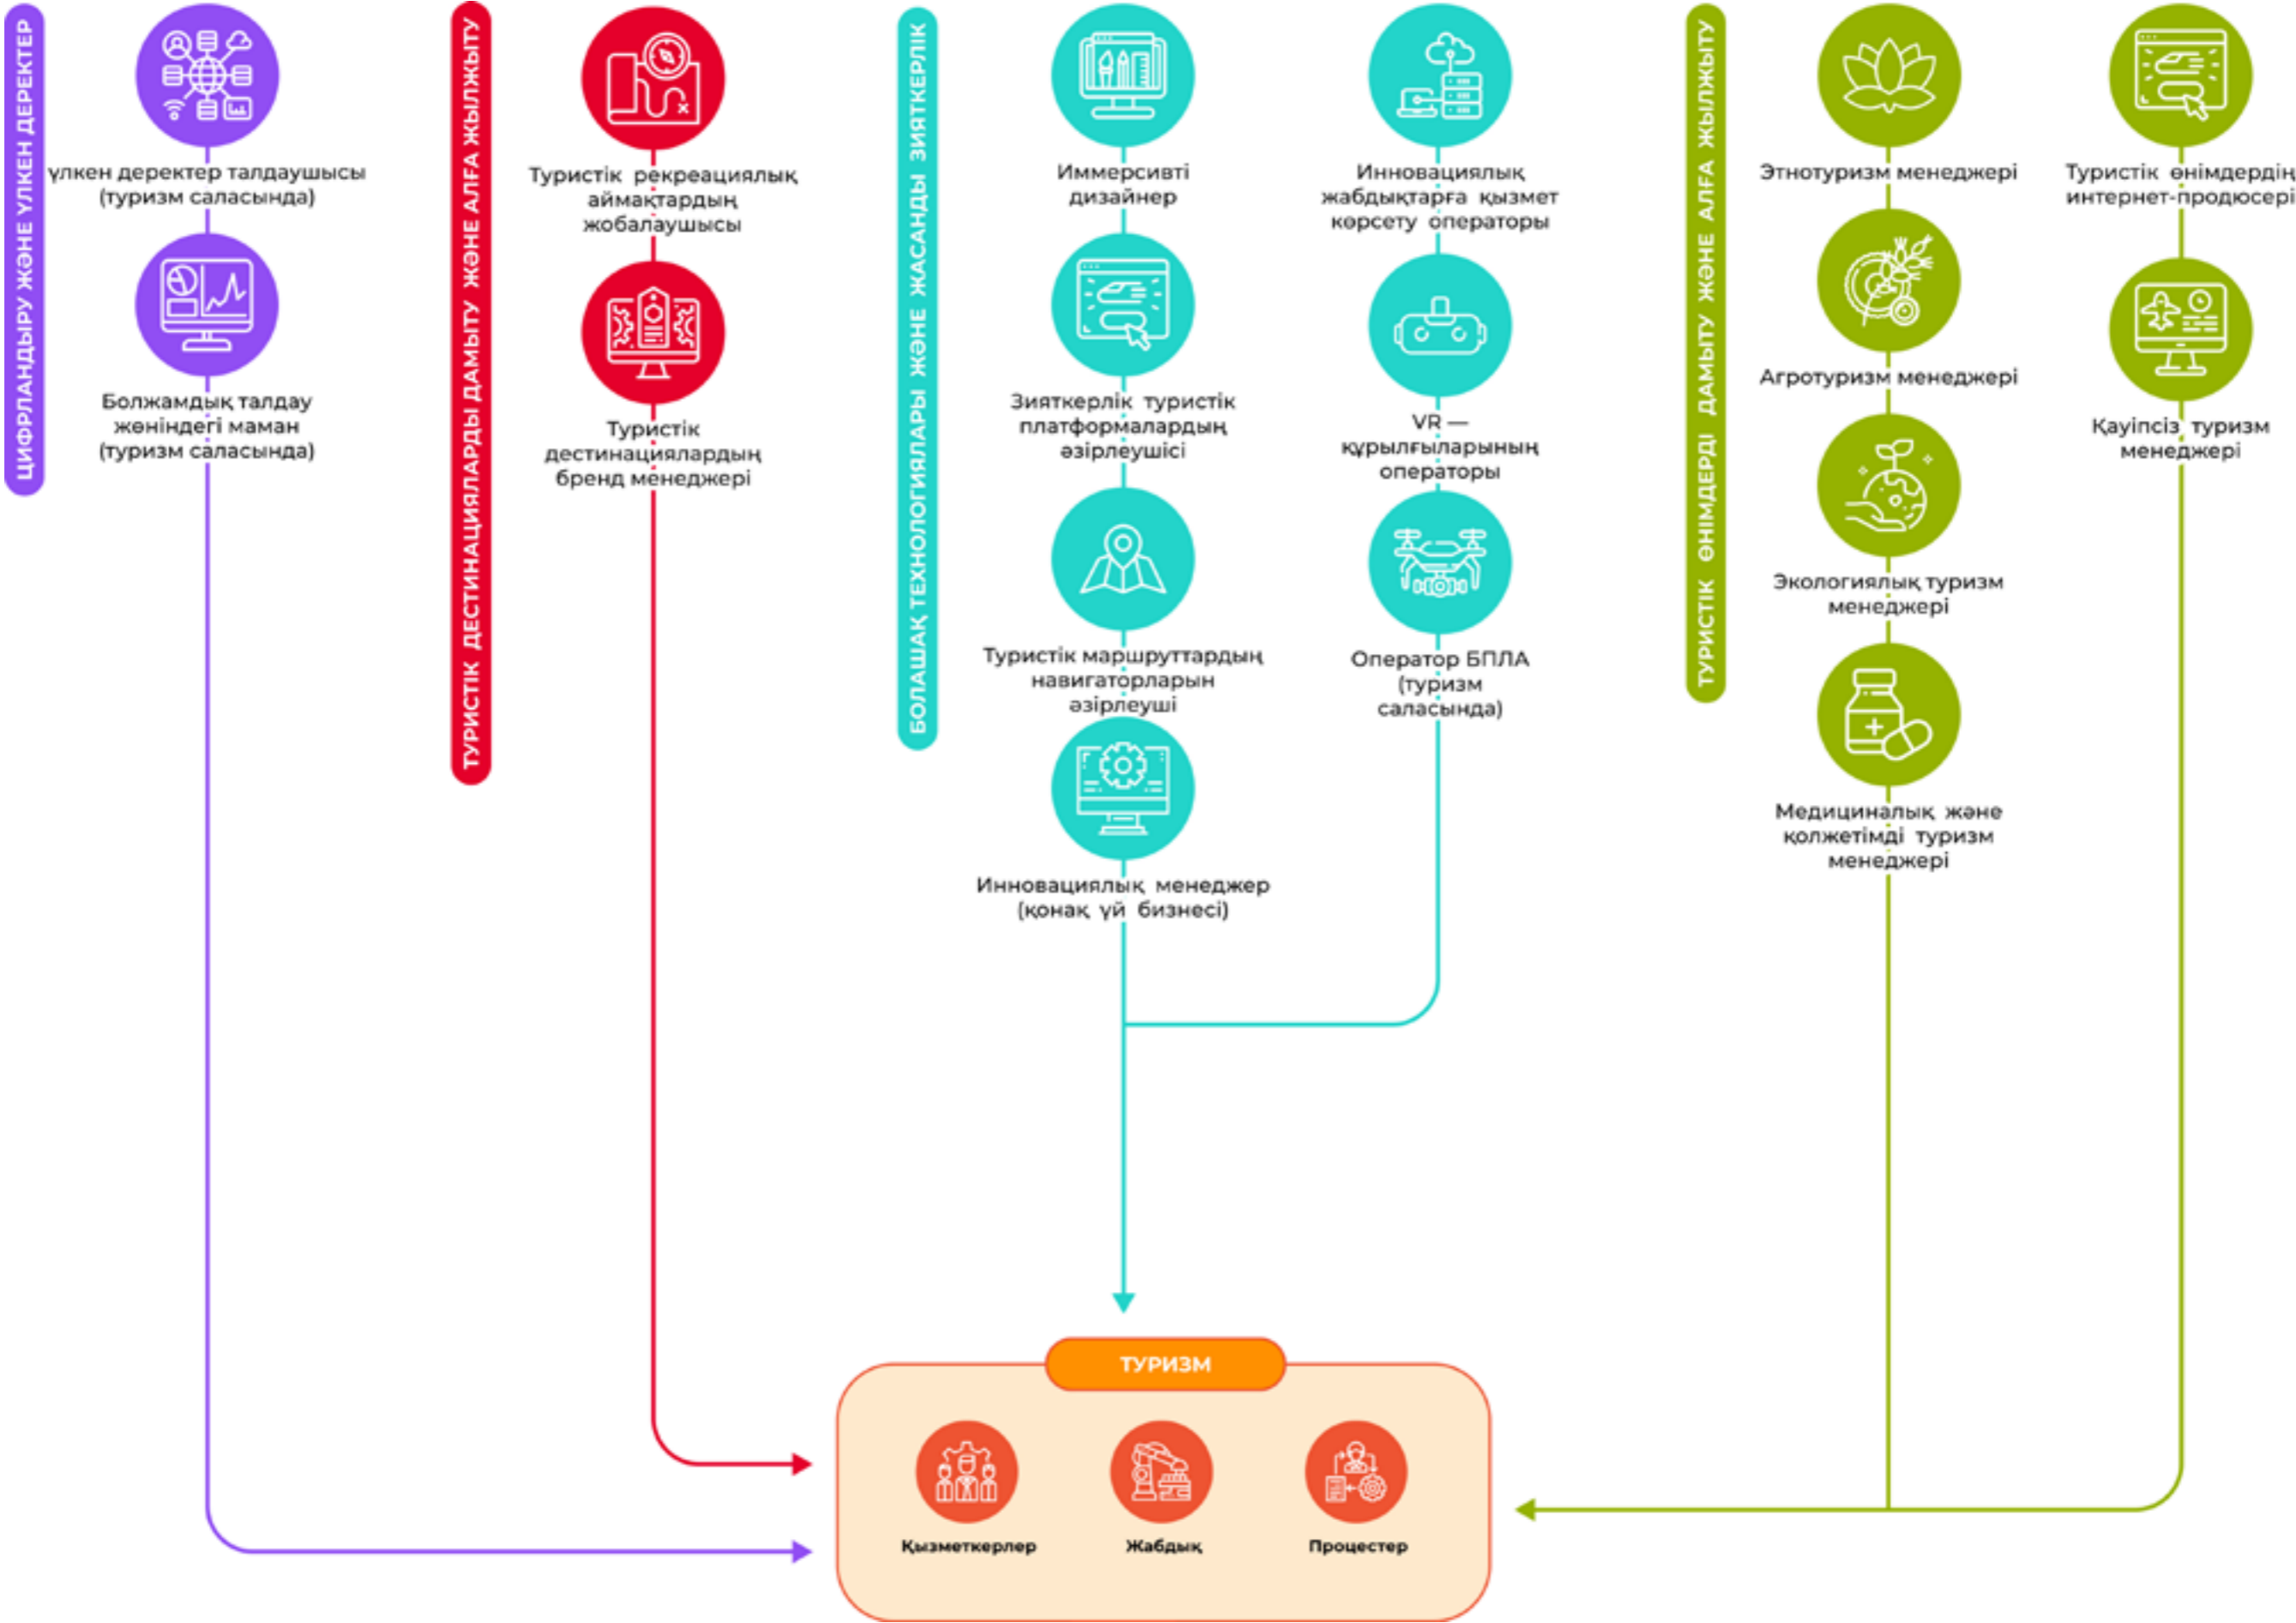 ЦИФРЛАНДЫРУ ЖӘНЕ ҮЛКЕН ДЕРЕКТЕР
үлкен деректер талдаушысы
(туризм саласында)
Болжамдық талдау
жөніндегі маман
(туризм саласында)
ТУРИСТІК ДЕСТИНАЦИЯЛАРДЫ ДАМЫТУ ЖӘНЕ АЛҒА ЖЫЛЖЫТУ
Туристік рекреациялық
аймақтардың
жобалаушысы
Туристік
дестинациялардың
бренд менеджері
БОЛАШАҚ ТЕХНОЛОГИЯЛАРЫ ЖӘНЕ ЖАСАНДЫ ЗИЯТКЕРЛІК
Иммерсивті
дизайнер
Зияткерлік туристік
платформалардың
әзірлеушісі
Туристік маршруттардың
навигаторларын
әзірлеуші
Инновациялық менеджер
(қонақ үй бизнесі)
Инновациялық
жабдықтарға қызмет
көрсету операторы
VR —
құрылғыларының
операторы
Оператор БПЛА
(туризм
саласында)
ТУРИСТІК ӨНІМДЕРДІ ДАМЫТУ ЖӘНЕ АЛҒА ЖЫЛЖЫТУ
Этнотуризм менеджері
Агротуризм менеджері
Экологиялық туризм
менеджері
Медициналық және
қолжетімді туризм
менеджері
Туристік өнімдердің
интернет-продюсері
Қауіпсіз туризм
менеджері
ТУРИЗМ
Қызметкерлер
Жабдық
Процестер